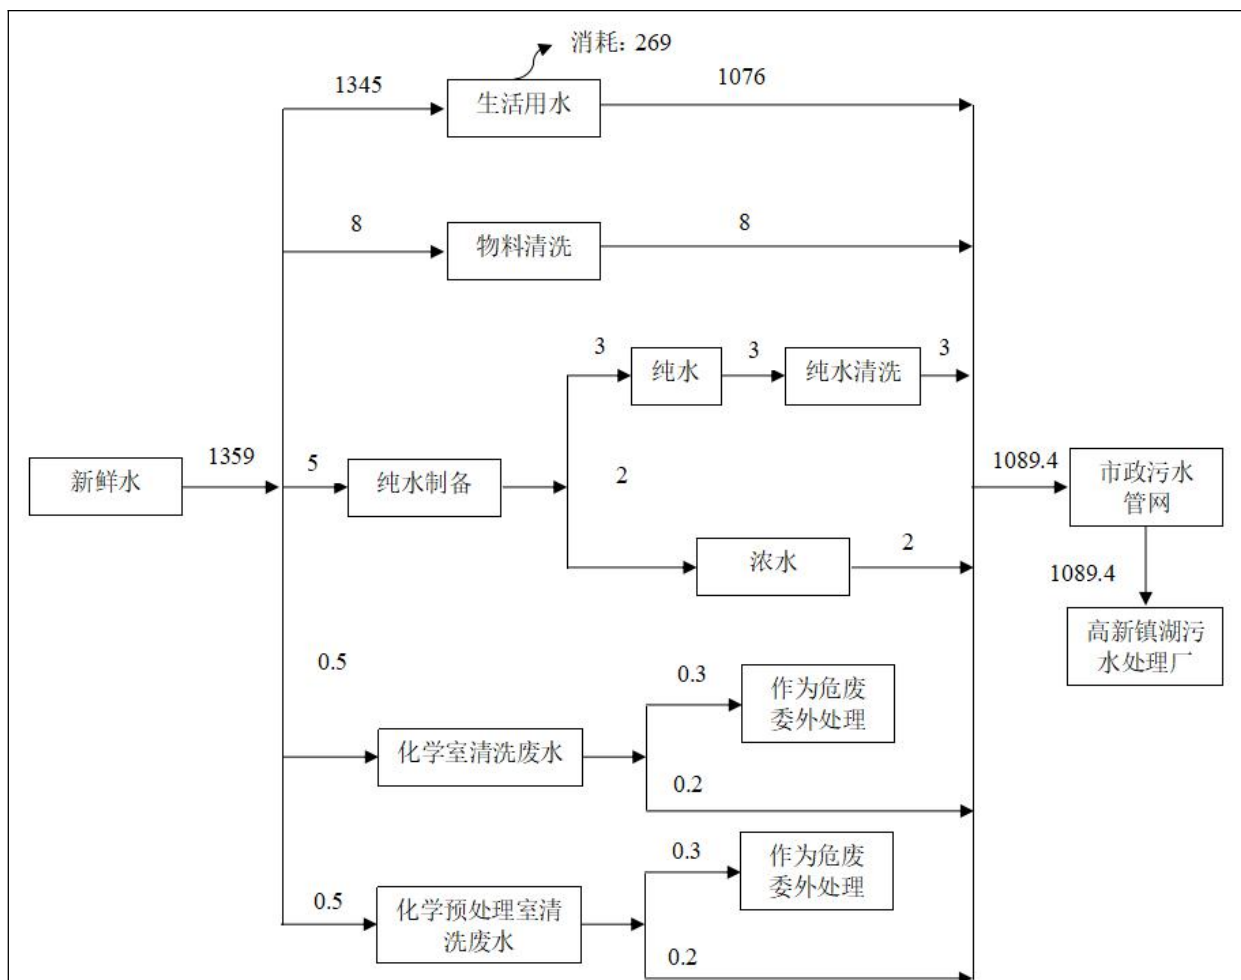 消耗: 269
1345
生活用水
1076
8
物料清洗
8
3
纯水
3
纯水清洗
3
新鲜水
1359
5
纯水制备
2
浓水
2
1089.4
市政污水
管网
1089.4
高新镇湖污
水处理厂
0.5
化学室清洗废水
0.3
作为危废
委外处理
0.2
0.5
化学预处理室清
洗废水
0.3
作为危废
委外处理
0.2